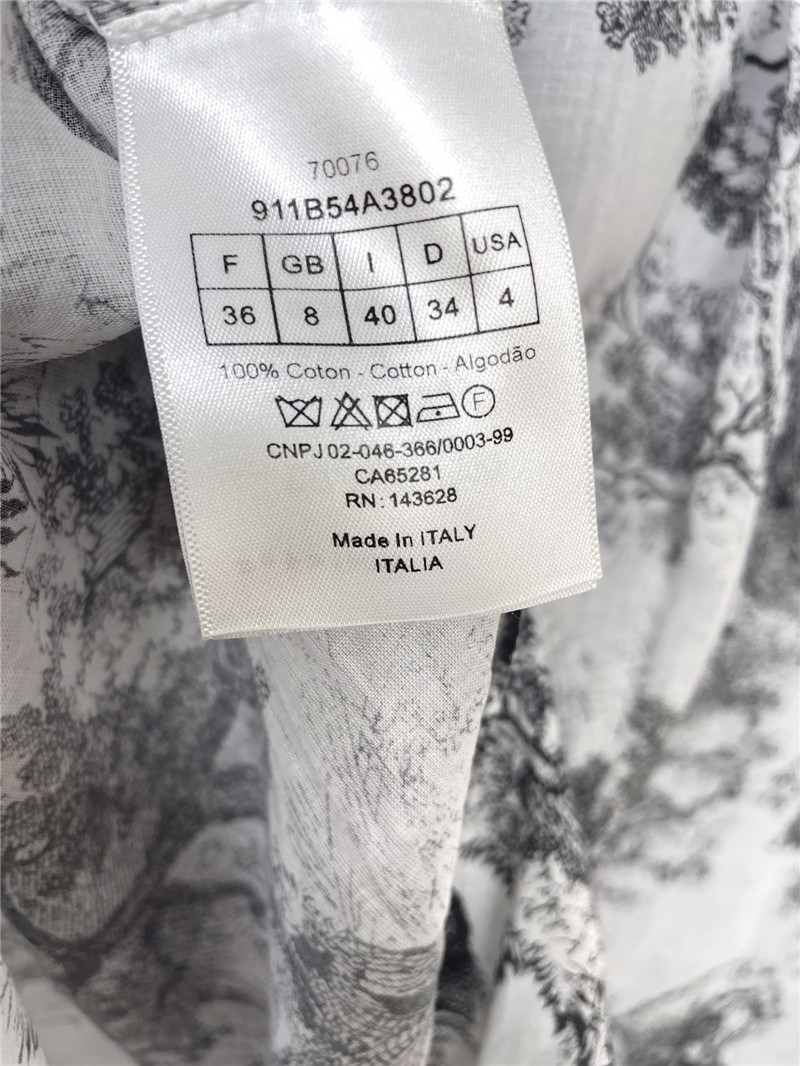 70076
911B54A3802
F GB I D USA
36 8 40 34 4
100% Coton - Cotton - Algodão
F
CNPJ 02-046-366/0003-99
CA65281
RN: 143628
Made In ITALY
ITALIA